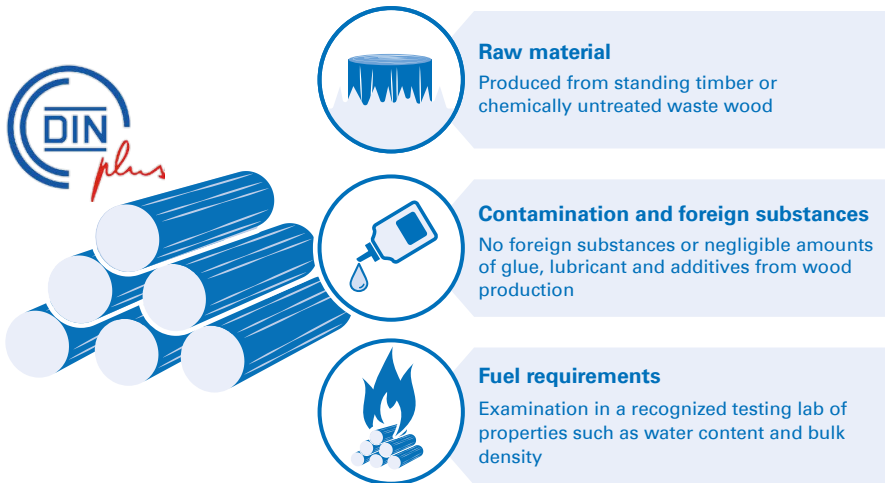 DIN
plus
Raw material
Produced from standing timber or
chemically untreated waste wood
Contamination and foreign substances
No foreign substances or negligible amounts
of glue, lubricant and additives from wood
production
Fuel requirements
Examination in a recognized testing lab of
properties such as water content and bulk
density